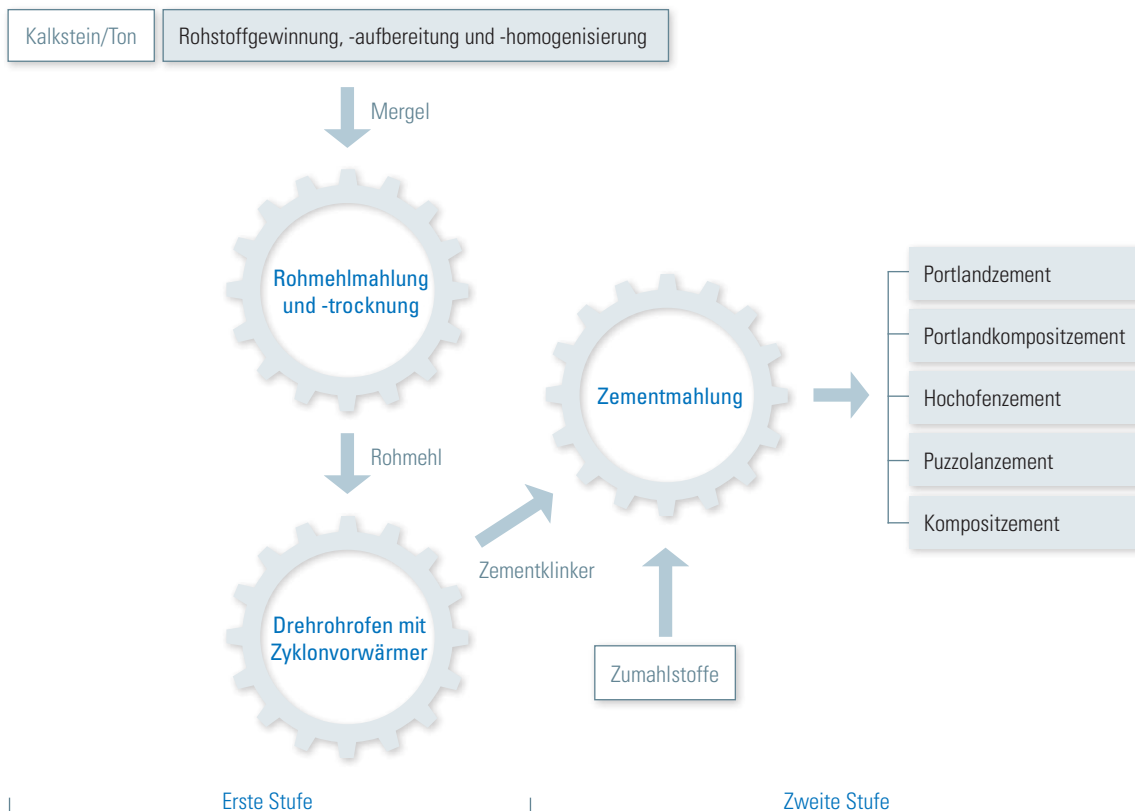 Kalkstein/Ton
Rohstoffgewinnung, -aufbereitung und -homogenisierung
Mergel
Rohmehlmahlung
und -trocknung
Rohmehl
Drehrohrofen mit
Zyklonvorwärmer
Zementklinker
Zementmahlung
Zumahlstoffe
Portlandzement
Portlandkompositzement
Hochofenzement
Puzzolanzement
Kompositzement
Erste Stufe
Zweite Stufe